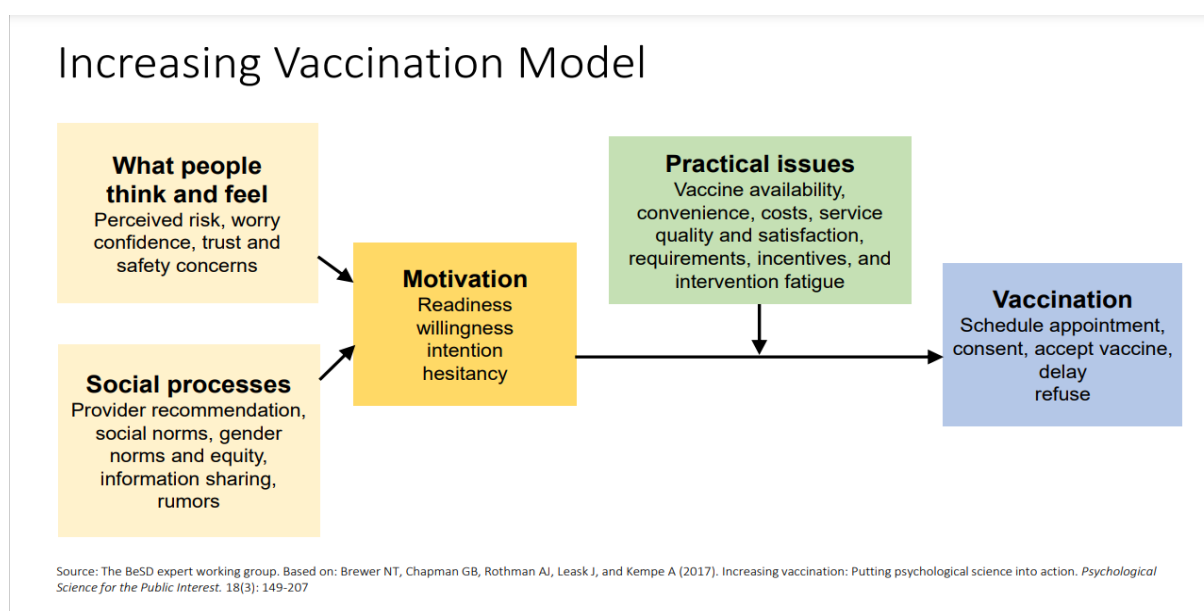 Increasing Vaccination Model
What people
think and feel
Perceived risk, worry
confidence, trust and
safety concerns
Social processes
Provider recommendation,
social norms, gender
norms and equity,
information sharing,
rumors
Motivation
Readiness
willingness
intention
hesitancy
Practical issues
Vaccine availability,
convenience, costs, service
quality and satisfaction,
requirements, incentives, and
intervention fatigue
Vaccination
Schedule appointment,
consent, accept vaccine,
delay
refuse
Source: The BeSD expert working group. Based on: Brewer NT, Chapman GB, Rothman AJ, Leask J, and Kempe A (2017). Increasing vaccination: Putting psychological science into action. Psychological
Science for the Public Interest. 18(3): 149-207